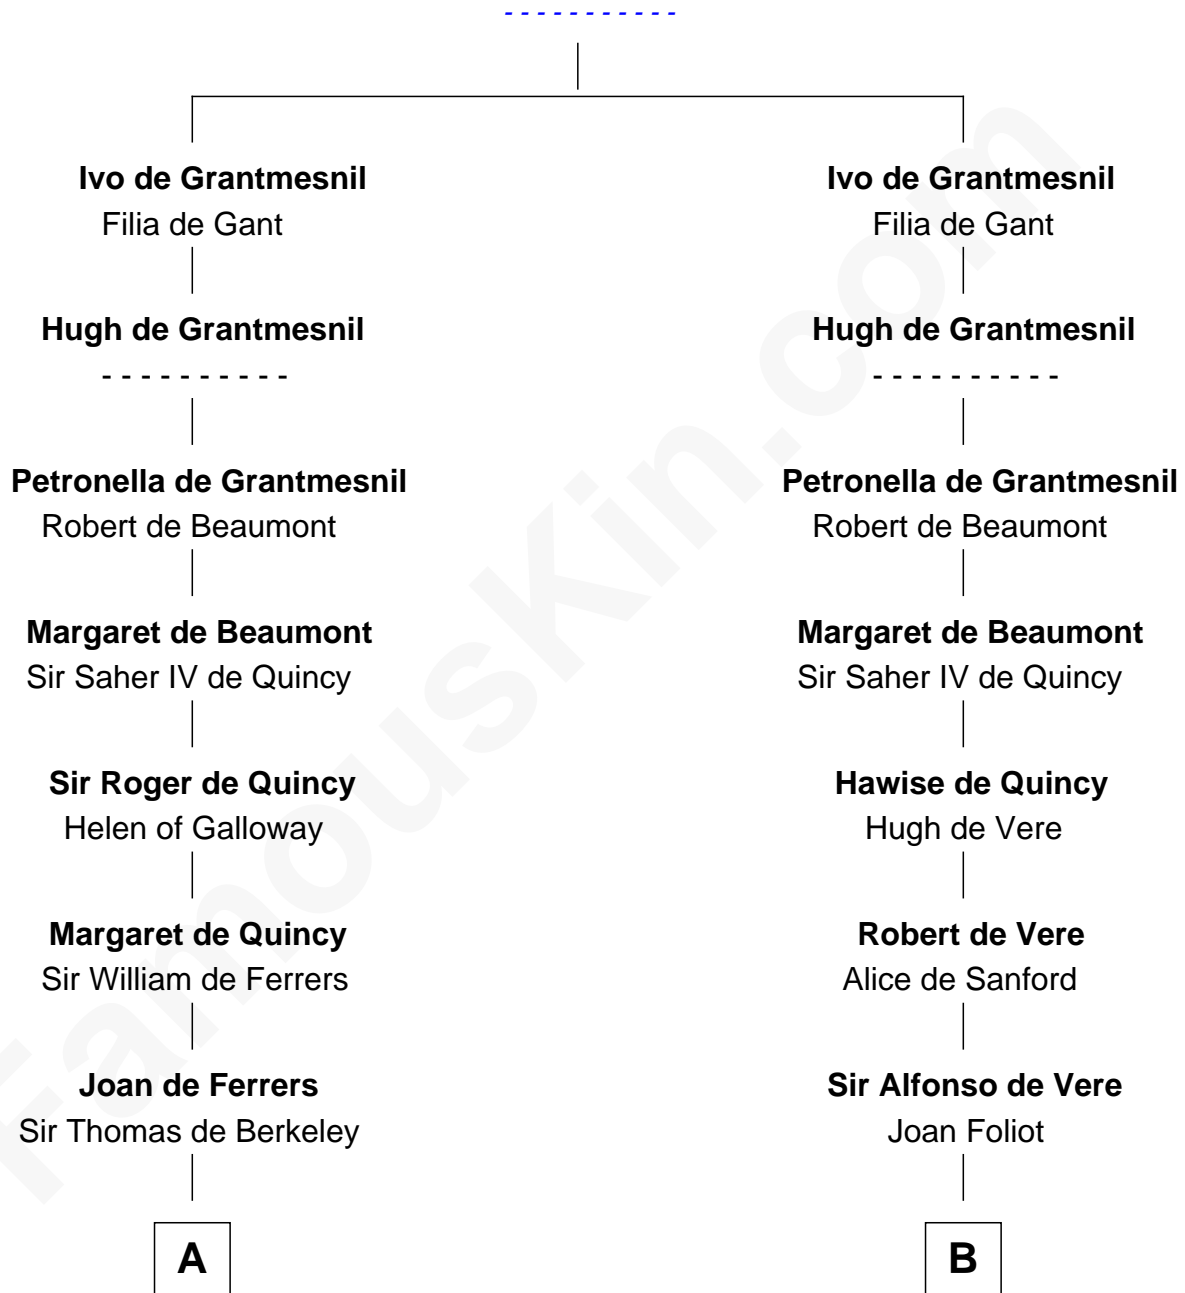 - - - - - - - - - - -
Ivo de Grantmesnil Ivo de Grantmesnil
Filia de Gant Filia de Gant
Hugh de Grantmesnil Hugh de Grantmesnil
- - - - - - - - - - - - - - - - - - - -
Petronella de Grantmesnil Petronella de Grantmesnil
Robert de Beaumont Robert de Beaumont
Margaret de Beaumont Margaret de Beaumont
Sir Saher IV de Quincy Sir Saher IV de Quincy
Sir Roger de Quincy Hawise de Quincy
Helen of Galloway Hugh de Vere
Margaret de Quincy Robert de Vere
Sir William de Ferrers Alice de Sanford
Joan de Ferrers Sir Alfonso de Vere
Sir Thomas de Berkeley Joan Foliot
A B
FamousKin.com